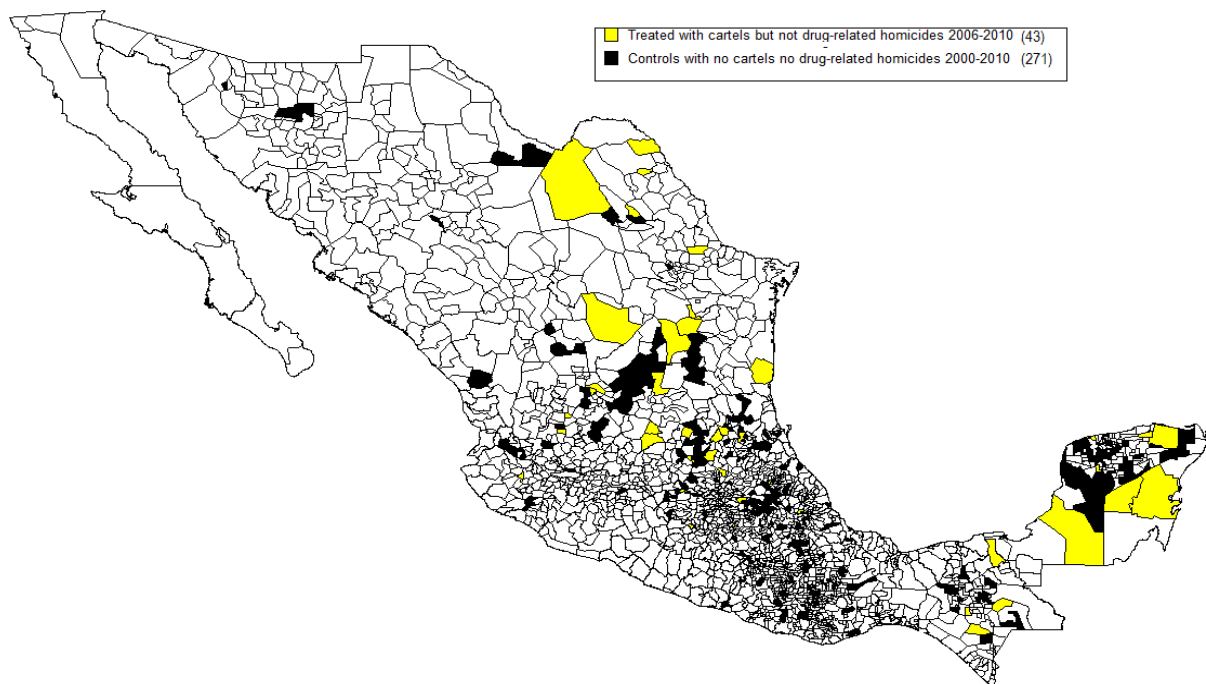 Treated with cartels but not drug-related homicides 2006-2010 (43)
Controls with no cartels no drug-related homicides 2000-2010 (271)